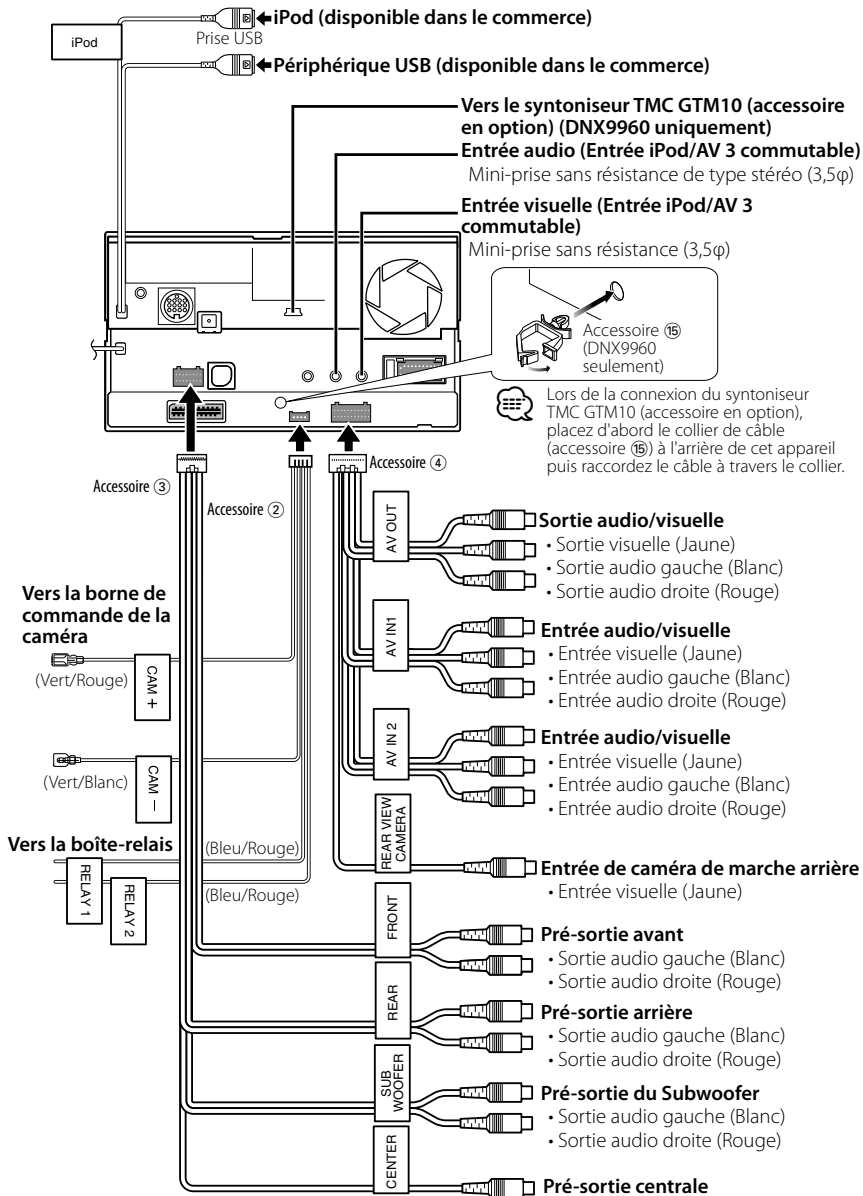 iPod
iPod (disponible dans le commerce)
Prise USB
Périphérique USB (disponible dans le commerce)
Vers le syntoniseur TMC GTM10 (accessoire
en option) (DNX9960 uniquement)
Entrée audio (Entrée iPod/AV 3 commutable)
Mini-prise sans résistance de type stéréo (3,5φ)
Entrée visuelle (Entrée iPod/AV 3
commutable)
Mini-prise sans résistance (3,5φ)
Accessoire ⑮
(DNX9960
seulement)
Lors de la connexion du syntoniseur
TMC GTM10 (accessoire en option),
placez d'abord le collier de câble
(accessoire ⑮) à l'arrière de cet appareil
puis raccordez le câble à travers le collier.
Accessoire ③
Accessoire ②
Accessoire ④
AV OUT
Sortie audio/visuelle
• Sortie visuelle (Jaune)
• Sortie audio gauche (Blanc)
• Sortie audio droite (Rouge)
Vers la borne de
commande de la
caméra
(Vert/Rouge)
CAM +
AV IN1
Entrée audio/visuelle
• Entrée visuelle (Jaune)
• Entrée audio gauche (Blanc)
• Entrée audio droite (Rouge)
(Vert/Blanc)
CAM −
AV IN 2
Entrée audio/visuelle
• Entrée visuelle (Jaune)
• Entrée audio gauche (Blanc)
• Entrée audio droite (Rouge)
Vers la boîte-relais
(Bleu/Rouge)
RELAY 1
(Bleu/Rouge)
RELAY 2
REAR VIEW
CAMERA
Entrée de caméra de marche arrière
• Entrée visuelle (Jaune)
FRONT
Pré-sortie avant
• Sortie audio gauche (Blanc)
• Sortie audio droite (Rouge)
REAR
Pré-sortie arrière
• Sortie audio gauche (Blanc)
• Sortie audio droite (Rouge)
SUB
WOOFER
Pré-sortie du Subwoofer
• Sortie audio gauche (Blanc)
• Sortie audio droite (Rouge)
CENTER
Pré-sortie centrale